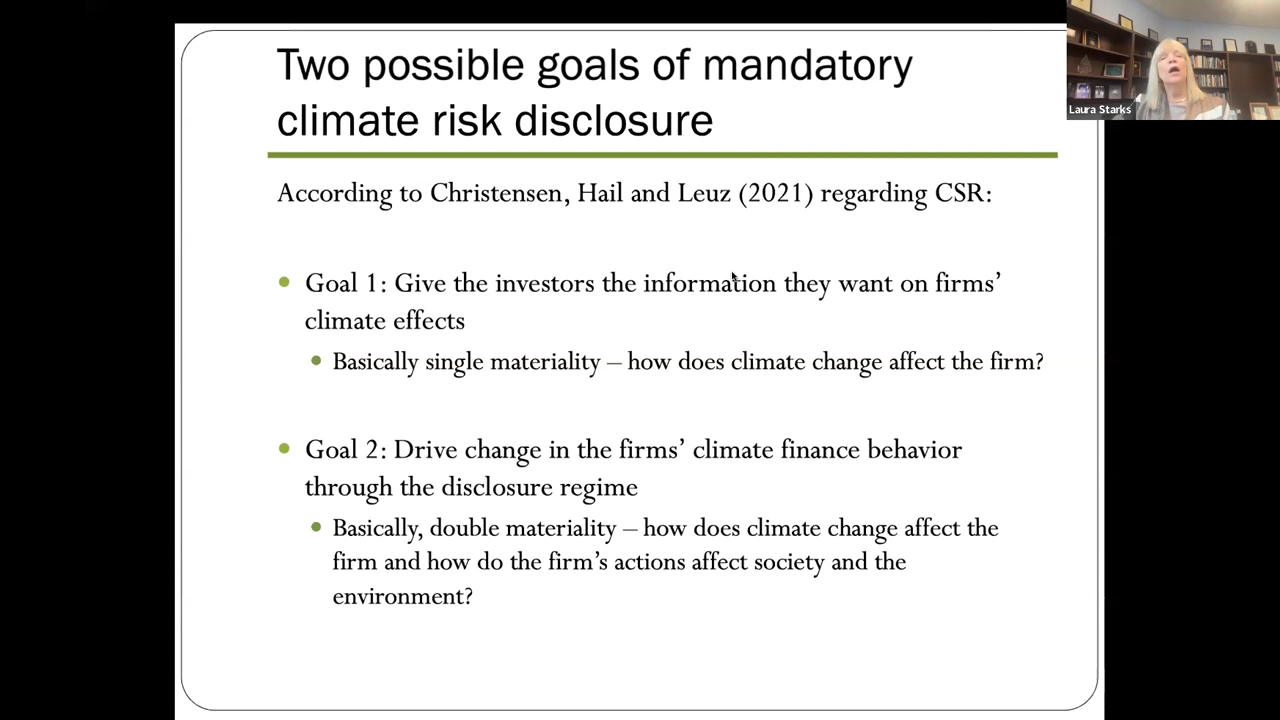 Two possible goals of mandatory
climate risk disclosure
Laura Starks
According to Christensen, Hail and Leuz (2021) regarding CSR:
• Goal 1: Give the investors the information they want on firms’
climate effects
• Basically single materiality – how does climate change affect the firm?
• Goal 2: Drive change in the firms’ climate finance behavior
through the disclosure regime
• Basically, double materiality – how does climate change affect the
firm and how do the firm’s actions affect society and the
environment?